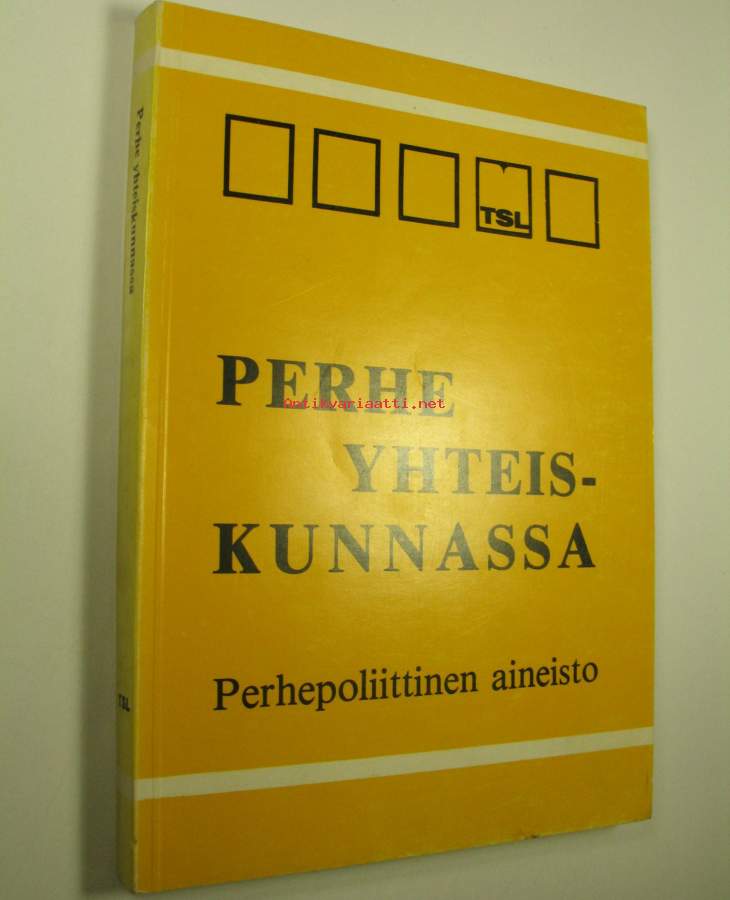 Perhe yhteiskunnassa
TSL
TSL
PERHE
Antikvariaatti.net
YHTEIS-
KUNNASSA
Perhepoliittinen aineisto